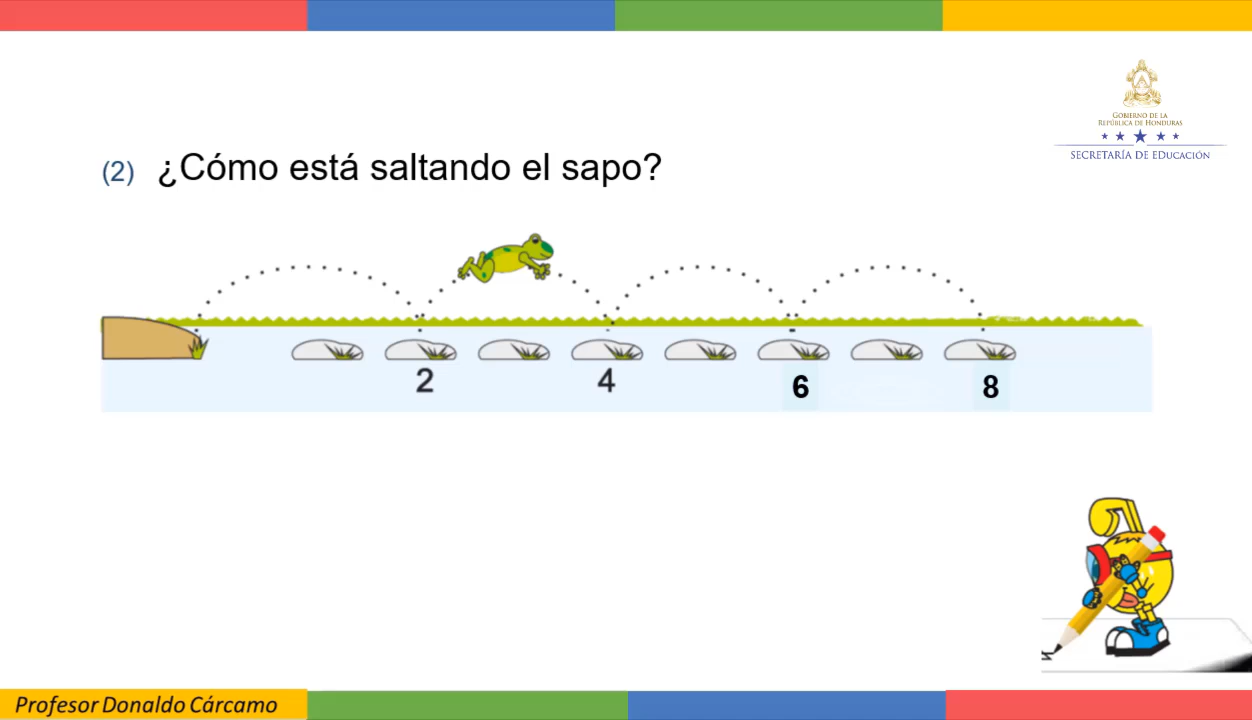 GOBIERNO DE LA
REPÚBLICA DE HONDURAS
SECRETARÍA DE EDUCACIÓN
(2) ¿Cómo está saltando el sapo?
2 4 6 8
Profesor Donaldo Cárcamo